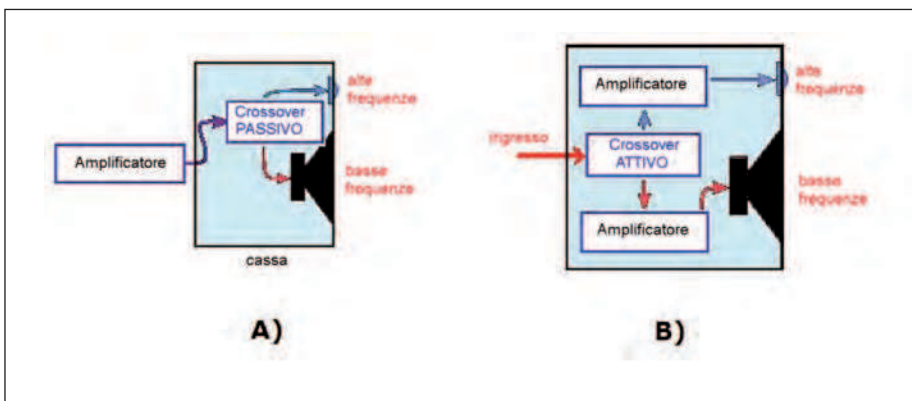 alte
frequenze
Crossover
PASSIVO
Amplificatore
basse
frequenze
cassa
A)
Amplificatore
alte
frequenze
ingresso
Crossover
ATTIVO
basse
frequenze
Amplificatore
B)